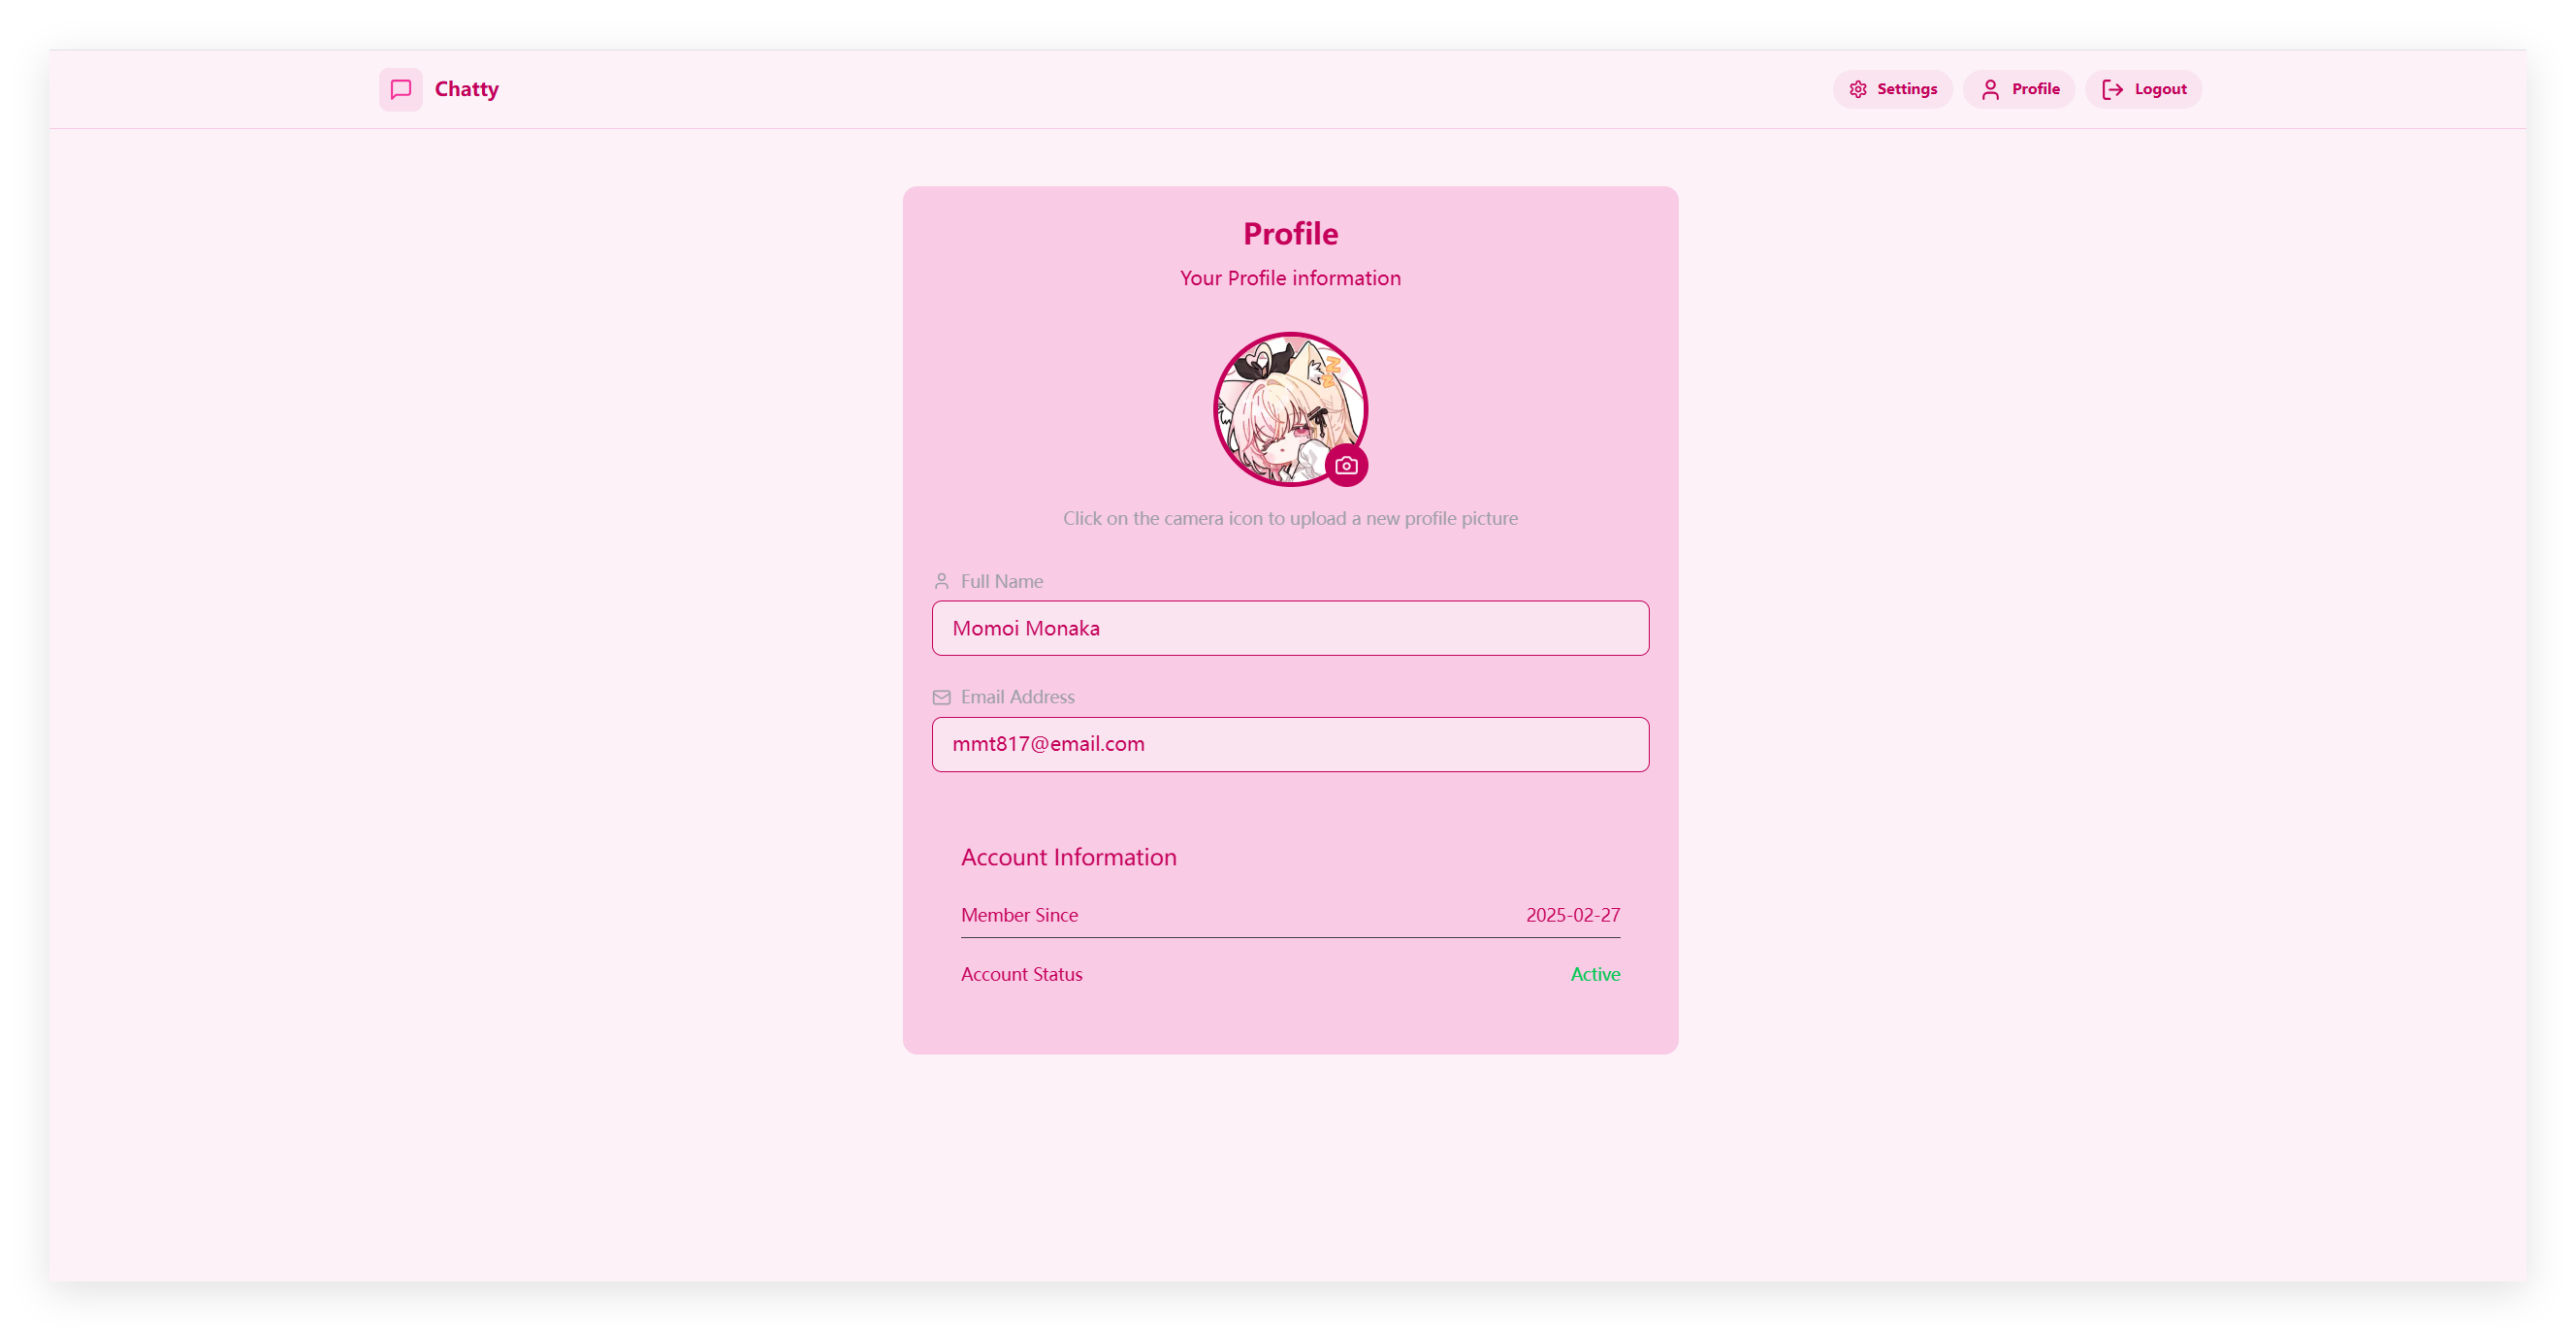 Chatty
Settings
Profile
Logout
Profile
Your Profile information
Click on the camera icon to upload a new profile picture
Full Name
Momoi Monaka
Email Address
mmt817@email.com
Account Information
Member Since 2025-02-27
Account Status Active